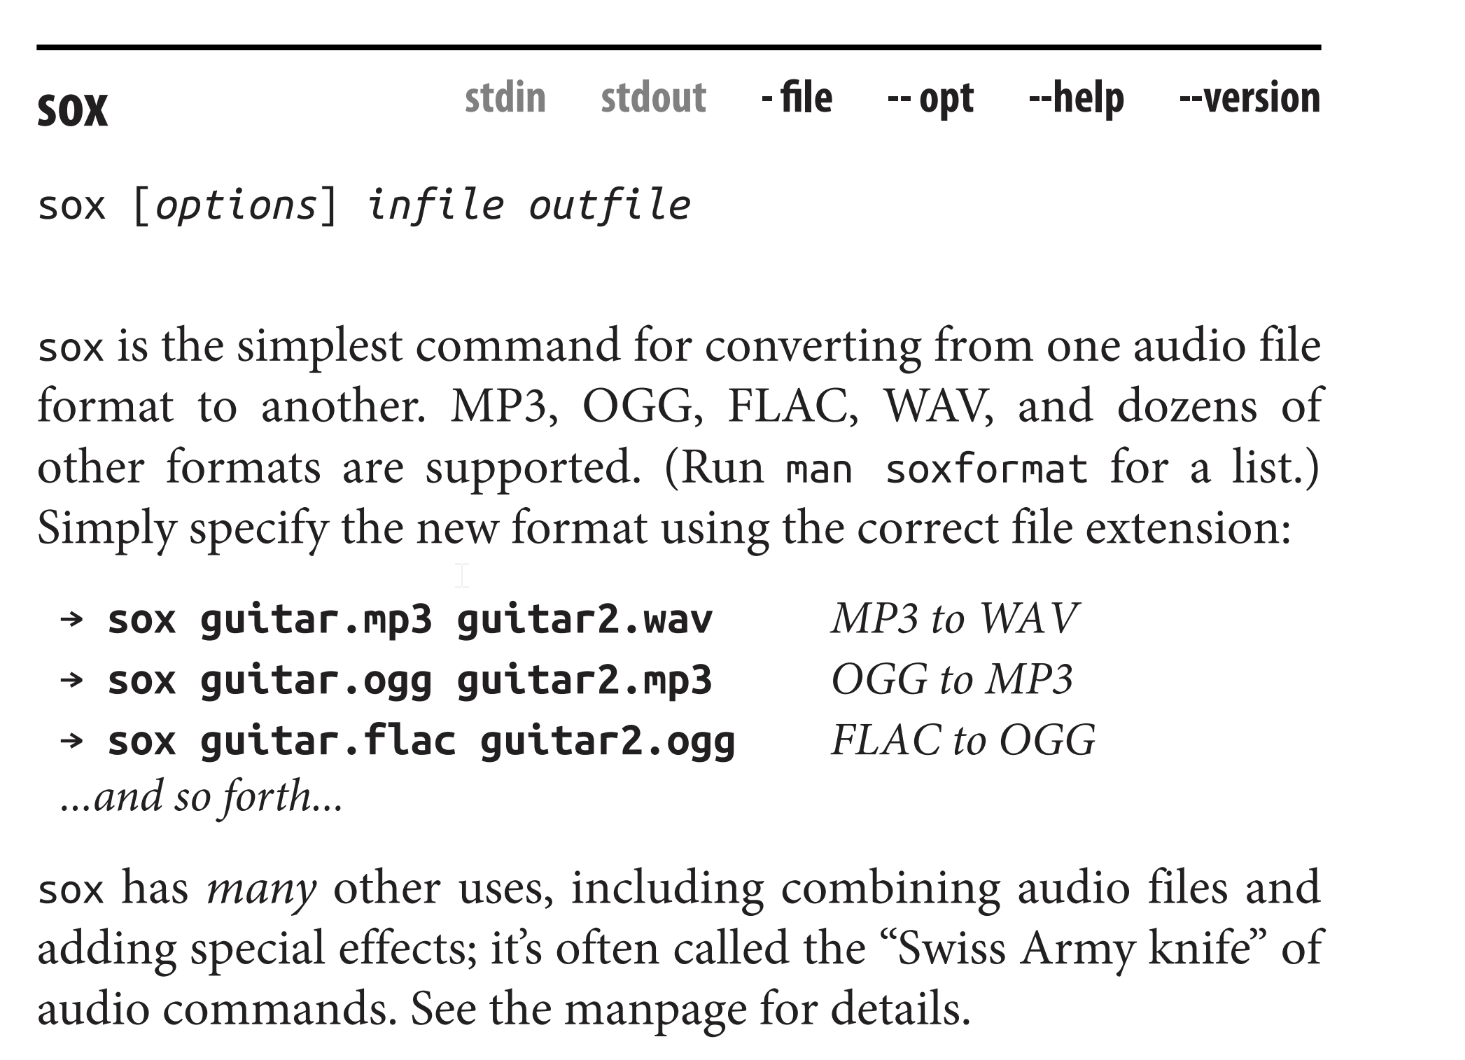 sox stdin stdout - file -- opt --help --version
sox [options] infile outfile
sox is the simplest command for converting from one audio file
format to another. MP3, OGG, FLAC, WAV, and dozens of
other formats are supported. (Run man soxformat for a list.)
Simply specify the new format using the correct file extension:
→ sox guitar.mp3 guitar2.wav MP3 to WAV
→ sox guitar.ogg guitar2.mp3 OGG to MP3
→ sox guitar.flac guitar2.ogg FLAC to OGG
...and so forth...
sox has many other uses, including combining audio files and
adding special effects; it’s often called the “Swiss Army knife” of
audio commands. See the manpage for details.